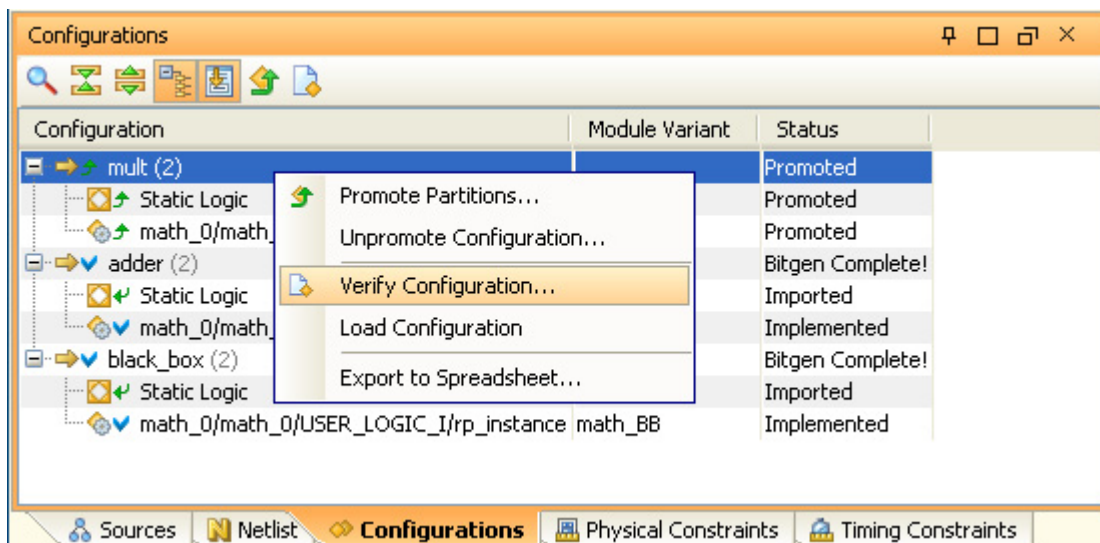 Configurations
Configuration Module Variant Status
mult (2) Promoted
Static Logic Promoted
math_0/math_ Promoted
adder (2) Bitgen Complete!
Static Logic Imported
math_0/math_ Implemented
black_box (2) Bitgen Complete!
Static Logic Imported
math_0/math_0/USER_LOGIC_I/rp_instance math_BB Implemented
Promote Partitions...
Unpromote Configuration...
Verify Configuration...
Load Configuration
Export to Spreadsheet...
Sources Netlist Configurations Physical Constraints Timing Constraints